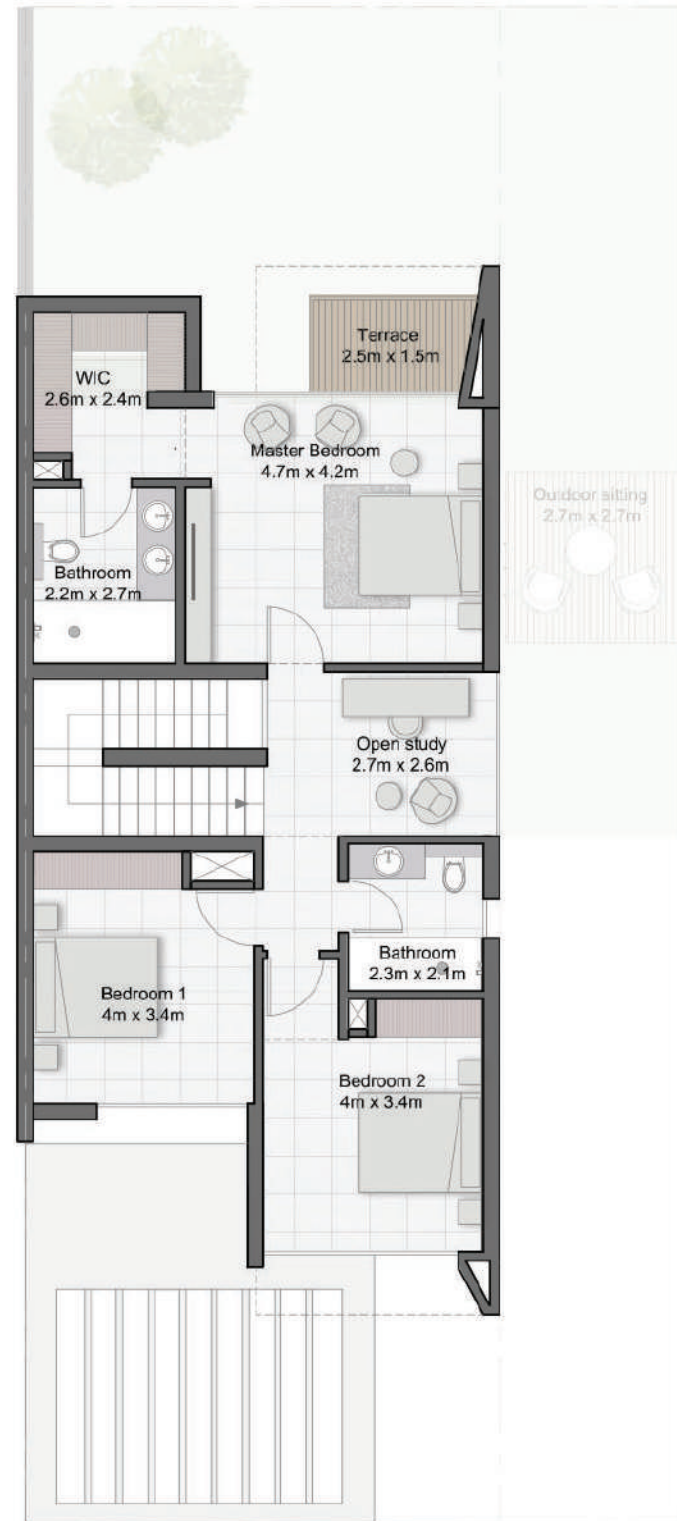 Terrace
2.5m x 1.5m
WIC
2.6m x 2.4m
Master Bedroom
4.7m x 4.2m
Outdoor sitting
2.7m x 2.7m
Bathroom
2.2m x 2.7m
Open study
2.7m x 2.6m
Bathroom
2.3m x 2.1m
Bedroom 1
4m x 3.4m
Bedroom 2
4m x 3.4m